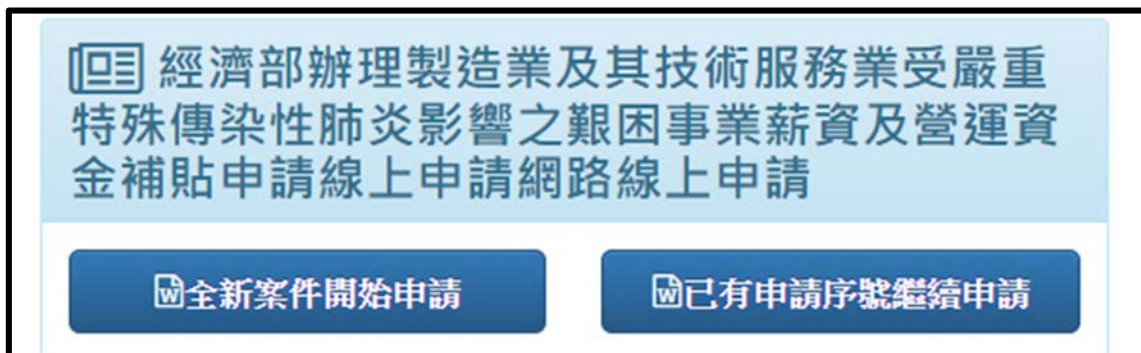 經濟部辦理製造業及其技術服務業受嚴重
特殊傳染性肺炎影響之艱困事業薪資及營運資
金補貼申請線上申請網路線上申請
全新案件開始申請
已有申請序號繼續申請